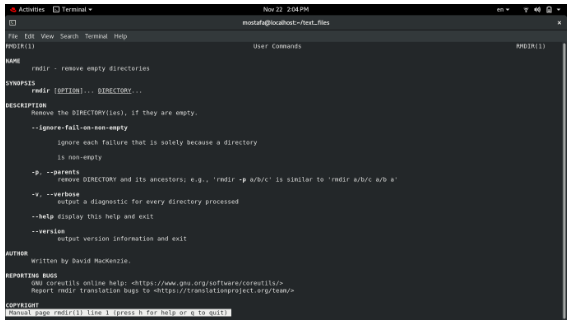 Activities Terminal Nov 22 2:04 PM en
mostafa@localhost:~/text_files
File Edit View Search Terminal Help
RMDIR(1) User Commands RMDIR(1)
NAME
rmdir - remove empty directories
SYNOPSIS
rmdir [OPTION]... DIRECTORY...
DESCRIPTION
Remove the DIRECTORY(ies), if they are empty.
--ignore-fail-on-non-empty
ignore each failure that is solely because a directory
is non-empty
-p, --parents
remove DIRECTORY and its ancestors; e.g., 'rmdir -p a/b/c' is similar to 'rmdir a/b/c a/b a'
-v, --verbose
output a diagnostic for every directory processed
--help display this help and exit
--version
output version information and exit
AUTHOR
Written by David MacKenzie.
REPORTING BUGS
GNU coreutils online help: <https://www.gnu.org/software/coreutils/>
Report rmdir translation bugs to <https://translationproject.org/team/>
COPYRIGHT
Manual page rmdir(1) line 1 (press h for help or q to quit)